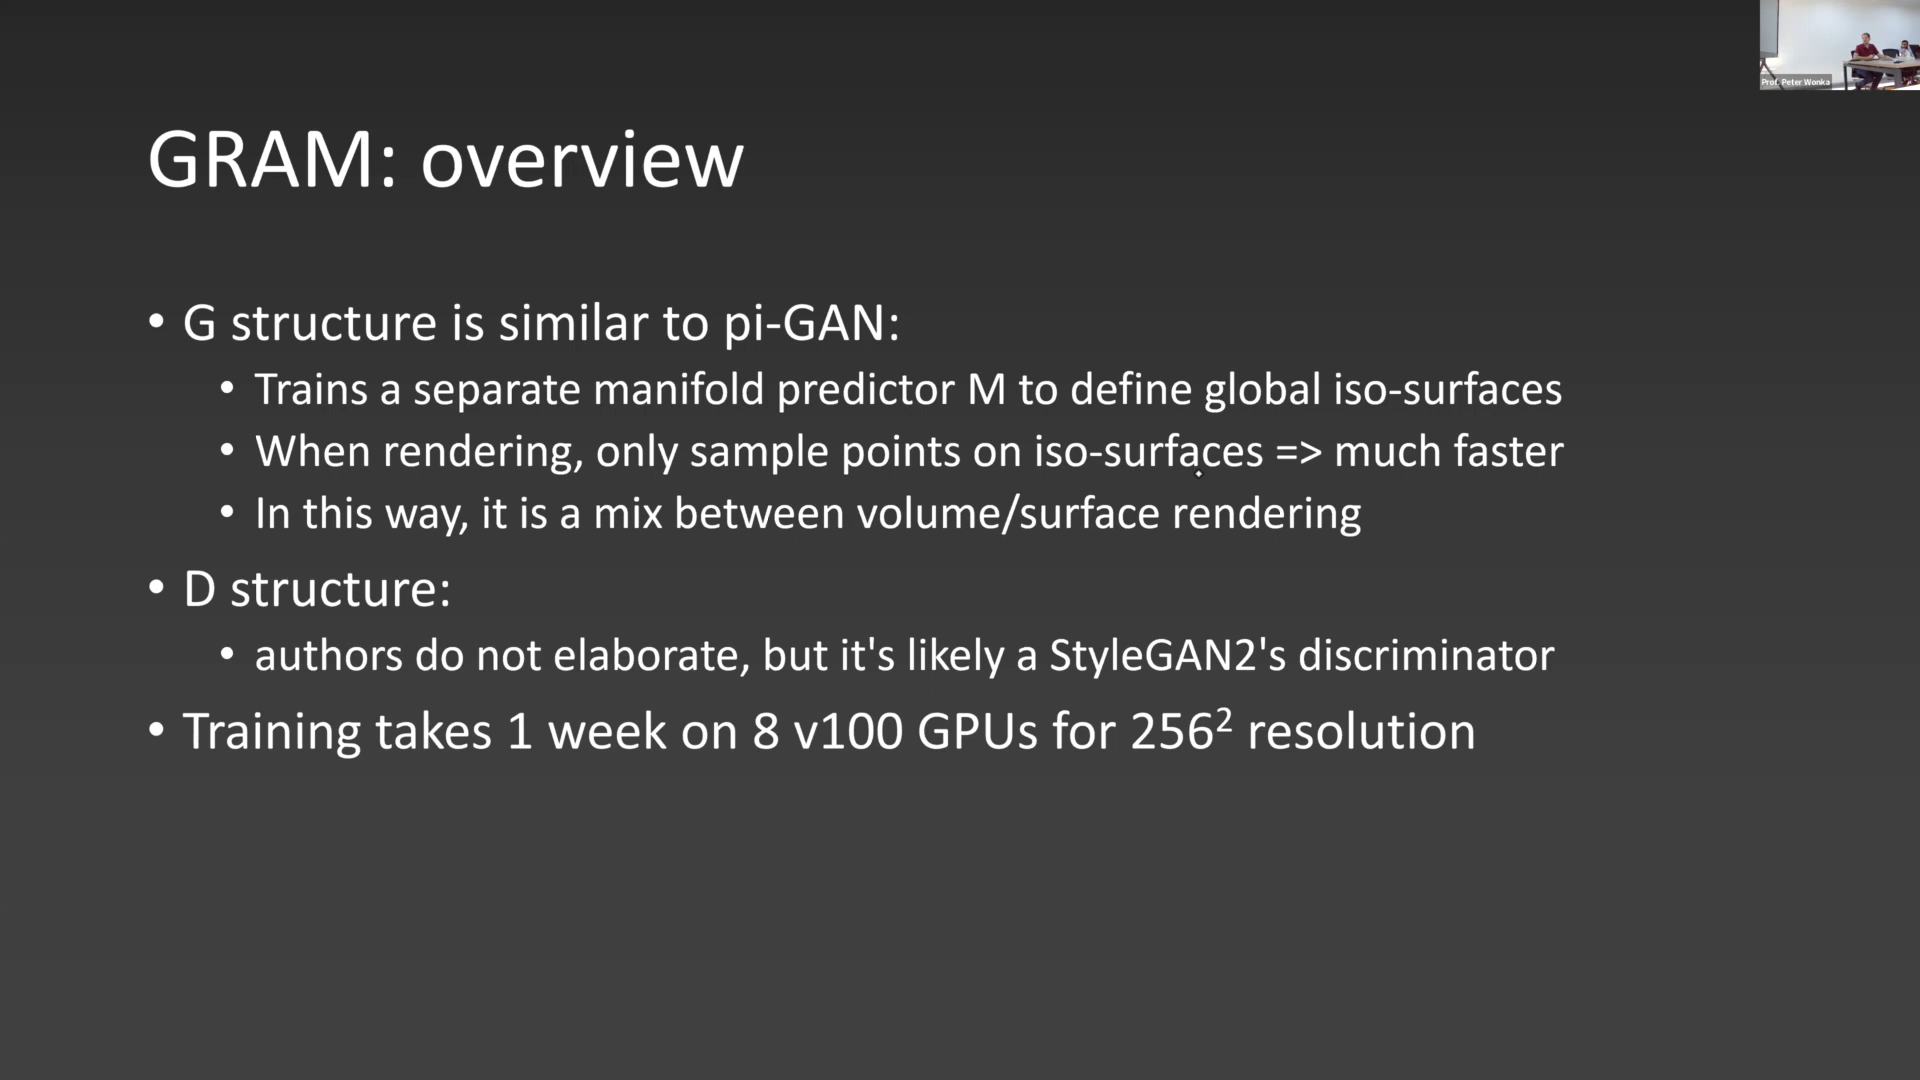 Prof. Peter Wonka
GRAM: overview
• G structure is similar to pi-GAN:
• Trains a separate manifold predictor M to define global iso-surfaces
• When rendering, only sample points on iso-surfaces => much faster
• In this way, it is a mix between volume/surface rendering
• D structure:
• authors do not elaborate, but it's likely a StyleGAN2's discriminator
• Training takes 1 week on 8 v100 GPUs for 256² resolution